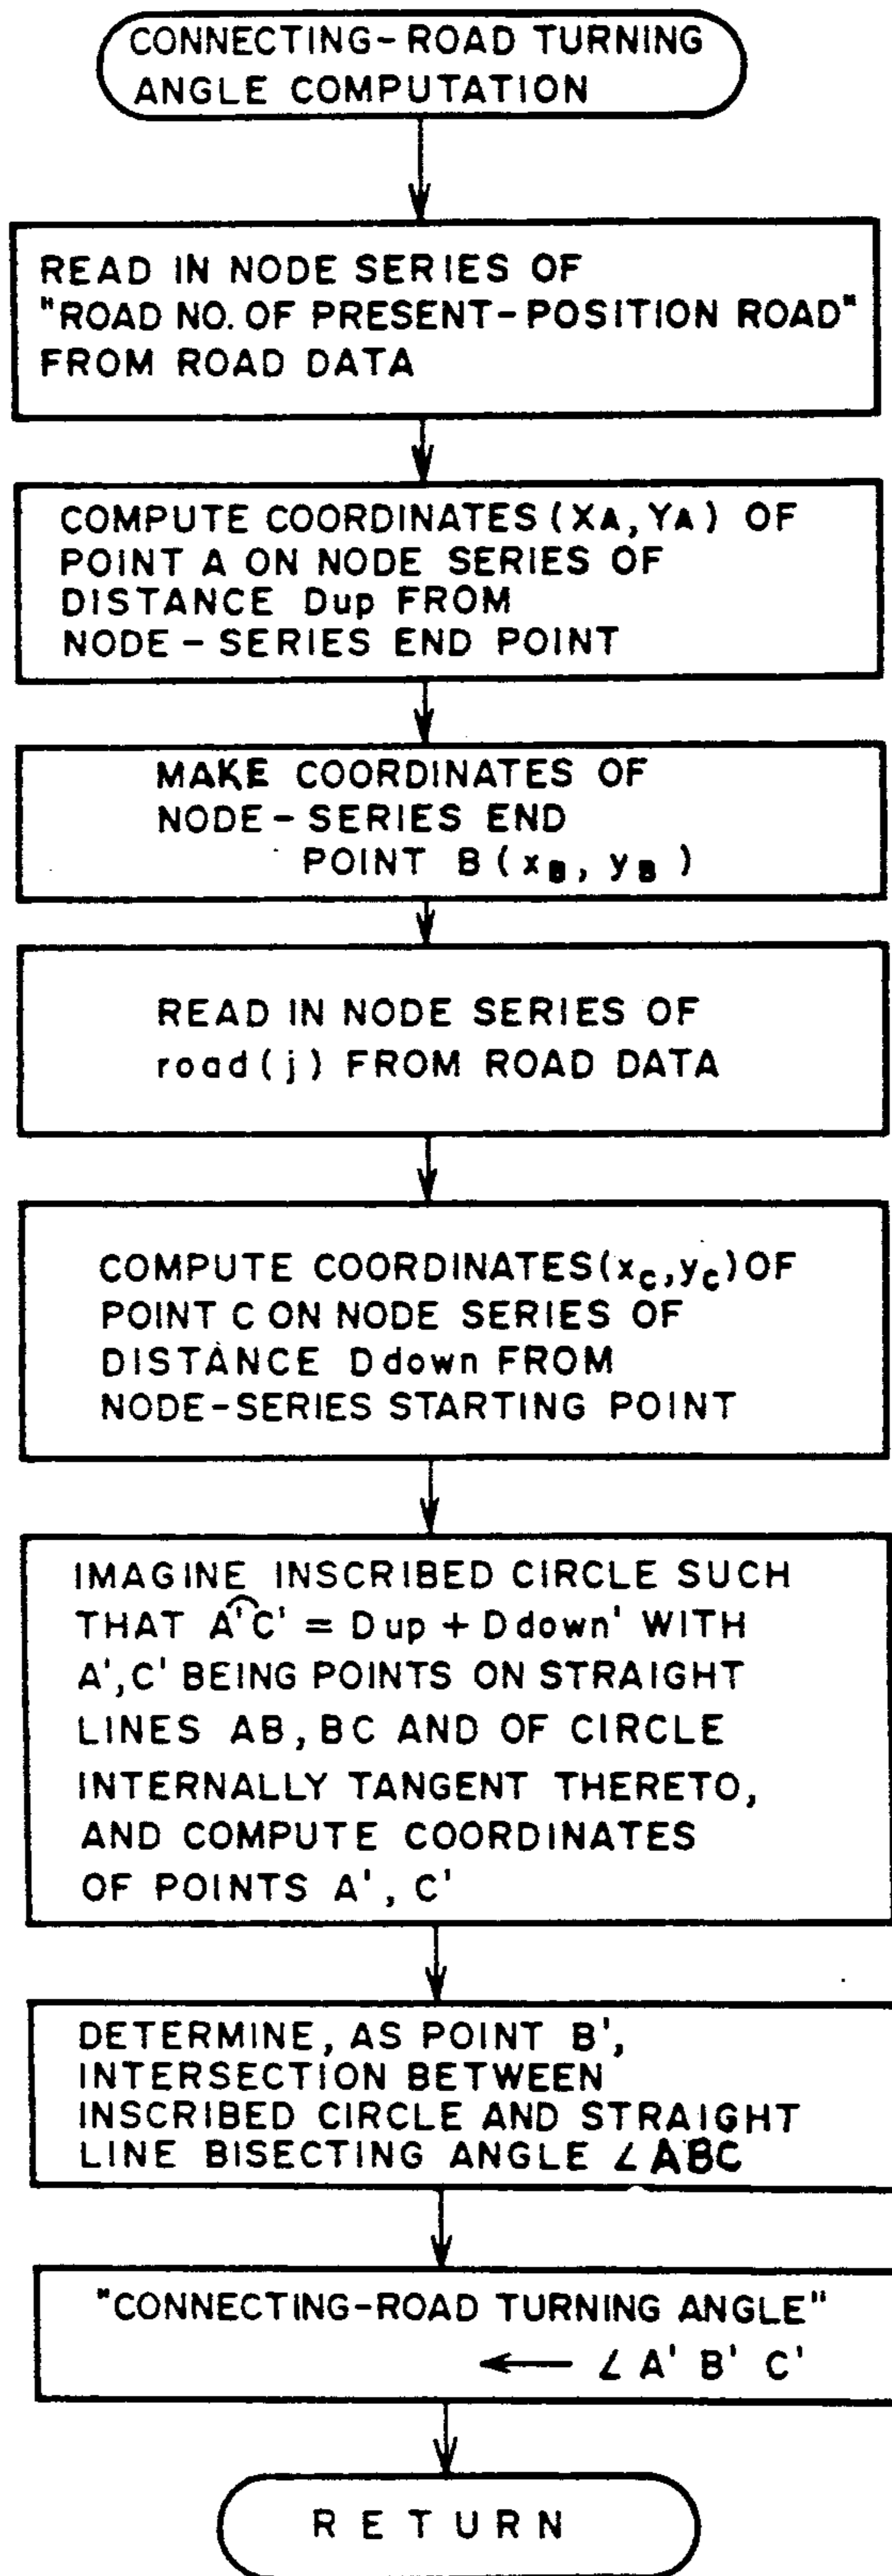 CONNECTING-ROAD TURNING
ANGLE COMPUTATION
READ IN NODE SERIES OF
"ROAD NO. OF PRESENT-POSITION ROAD"
FROM ROAD DATA
COMPUTE COORDINATES (XA, YA) OF
POINT A ON NODE SERIES OF
DISTANCE Dup FROM
NODE-SERIES END POINT
MAKE COORDINATES OF
NODE-SERIES END
POINT B (xB, yB)
READ IN NODE SERIES OF
road(j) FROM ROAD DATA
COMPUTE COORDINATES(xc,yc) OF
POINT C ON NODE SERIES OF
DISTANCE Ddown FROM
NODE-SERIES STARTING POINT
IMAGINE INSCRIBED CIRCLE SUCH
THAT A'C' = Dup + Ddown' WITH
A',C' BEING POINTS ON STRAIGHT
LINES AB, BC AND OF CIRCLE
INTERNALLY TANGENT THERETO,
AND COMPUTE COORDINATES
OF POINTS A', C'
DETERMINE, AS POINT B',
INTERSECTION BETWEEN
INSCRIBED CIRCLE AND STRAIGHT
LINE BISECTING ANGLE ∠ABC
"CONNECTING-ROAD TURNING ANGLE"
← ∠A' B' C'
RETURN